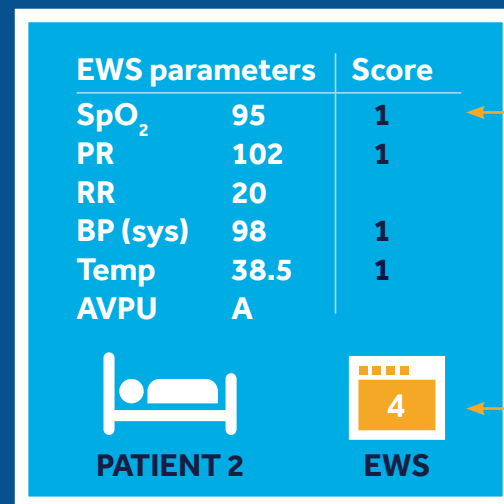 EWS parameters Score
SpO₂ 95 1
PR 102 1
RR 20
BP (sys) 98 1
Temp 38.5 1
AVPU A
4
PATIENT 2 EWS